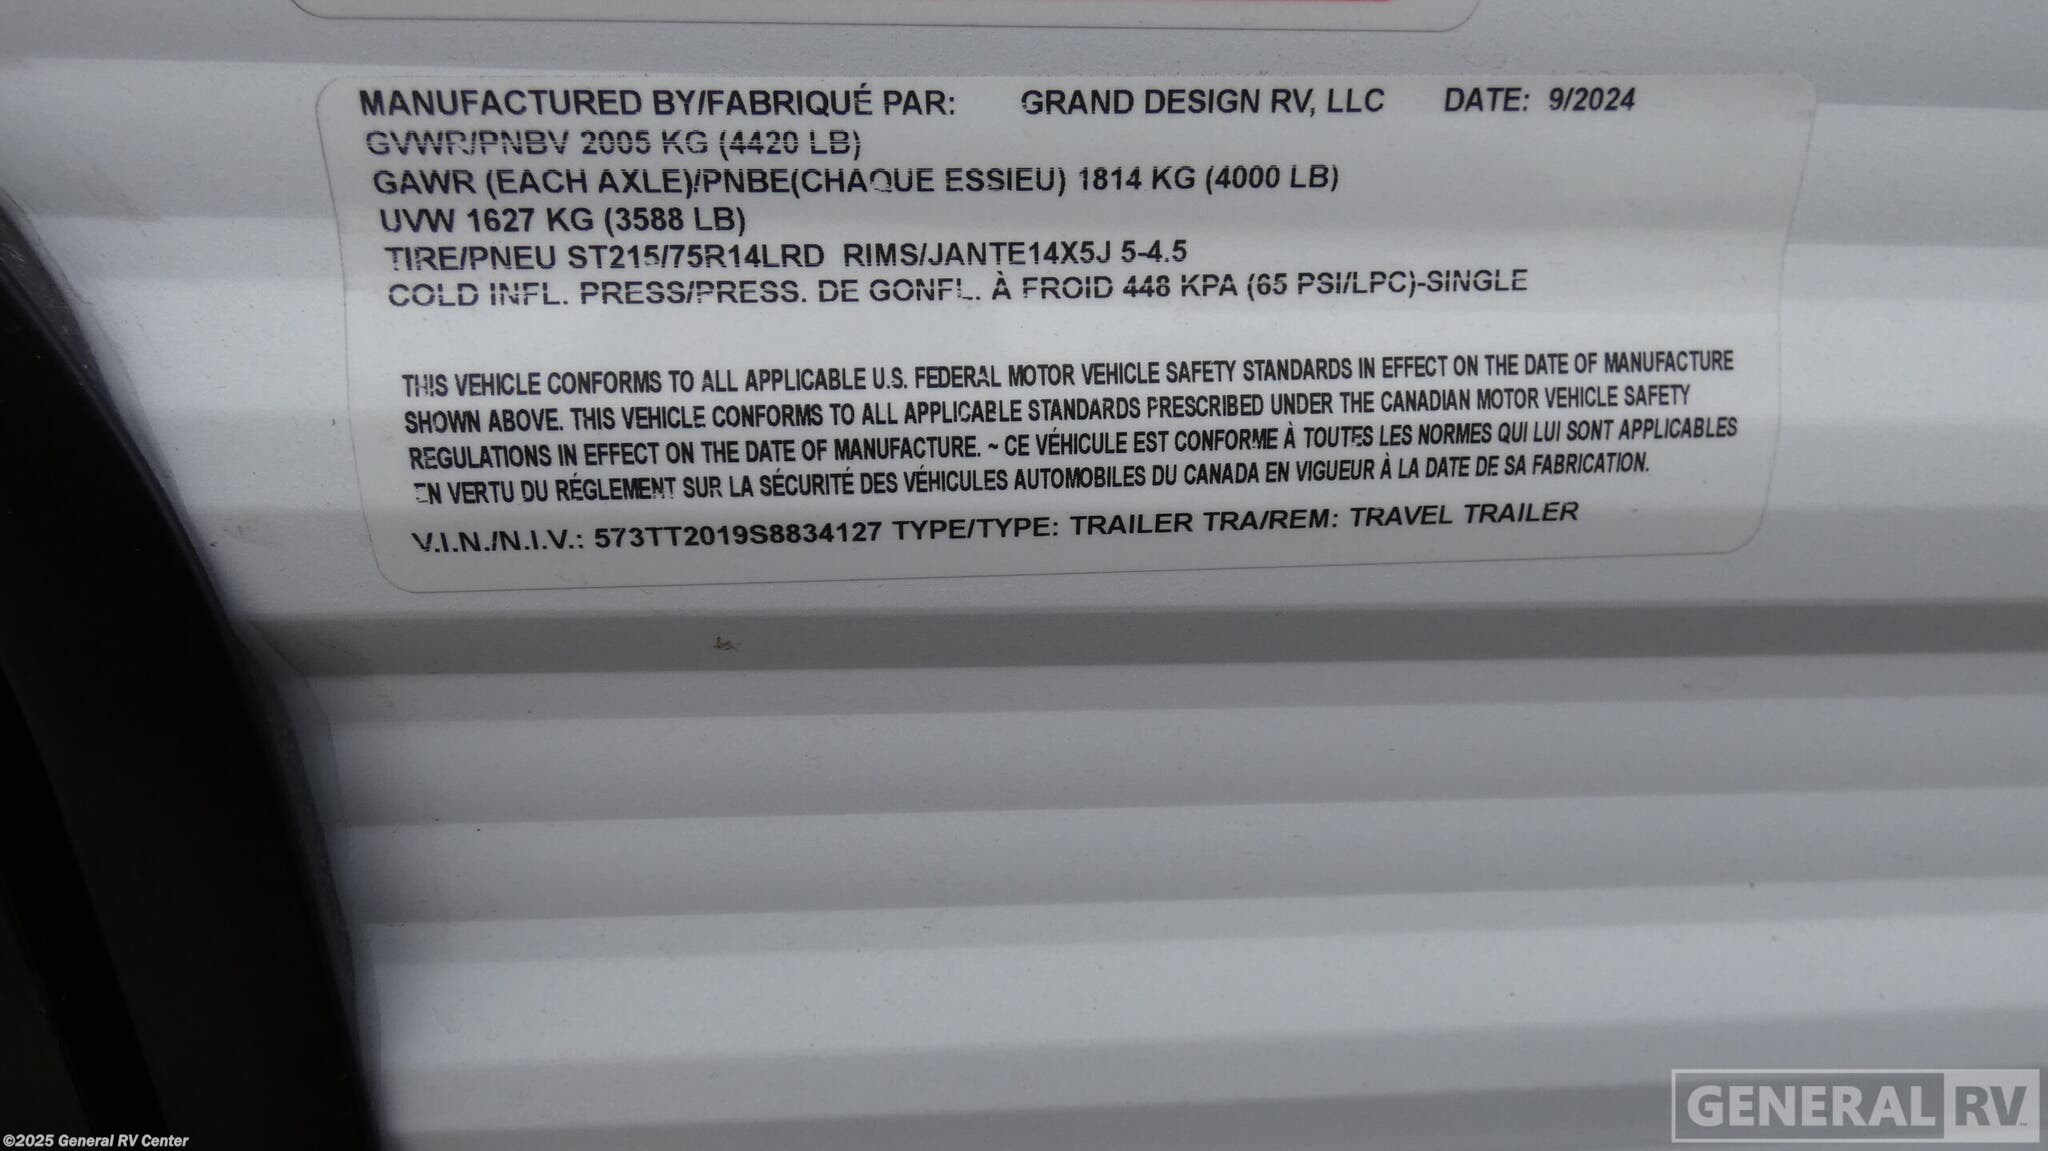 MANUFACTURED BY/FABRIQUÉ PAR: GRAND DESIGN RV, LLC DATE: 9/2024
GVWR/PNBV 2005 KG (4420 LB)
GAWR (EACH AXLE)/PNBE(CHAQUE ESSIEU) 1814 KG (4000 LB)
UVW 1627 KG (3588 LB)
TIRE/PNEU ST215/75R14LRD RIMS/JANTE14X5J 5-4.5
COLD INFL. PRESS/PRESS. DE GONFL. À FROID 448 KPA (65 PSI/LPC)-SINGLE
THIS VEHICLE CONFORMS TO ALL APPLICABLE U.S. FEDERAL MOTOR VEHICLE SAFETY STANDARDS IN EFFECT ON THE DATE OF MANUFACTURE
SHOWN ABOVE. THIS VEHICLE CONFORMS TO ALL APPLICABLE STANDARDS PRESCRIBED UNDER THE CANADIAN MOTOR VEHICLE SAFETY
REGULATIONS IN EFFECT ON THE DATE OF MANUFACTURE. ~ CE VÉHICULE EST CONFORME À TOUTES LES NORMES QUI LUI SONT APPLICABLES
EN VERTU DU RÉGLEMENT SUR LA SÉCURITÉ DES VÉHICULES AUTOMOBILES DU CANADA EN VIGUEUR À LA DATE DE SA FABRICATION.
V.I.N./N.I.V.: 573TT2019S8834127 TYPE/TYPE: TRAILER TRA/REM: TRAVEL TRAILER
GENERAL RV
©2025 General RV Center